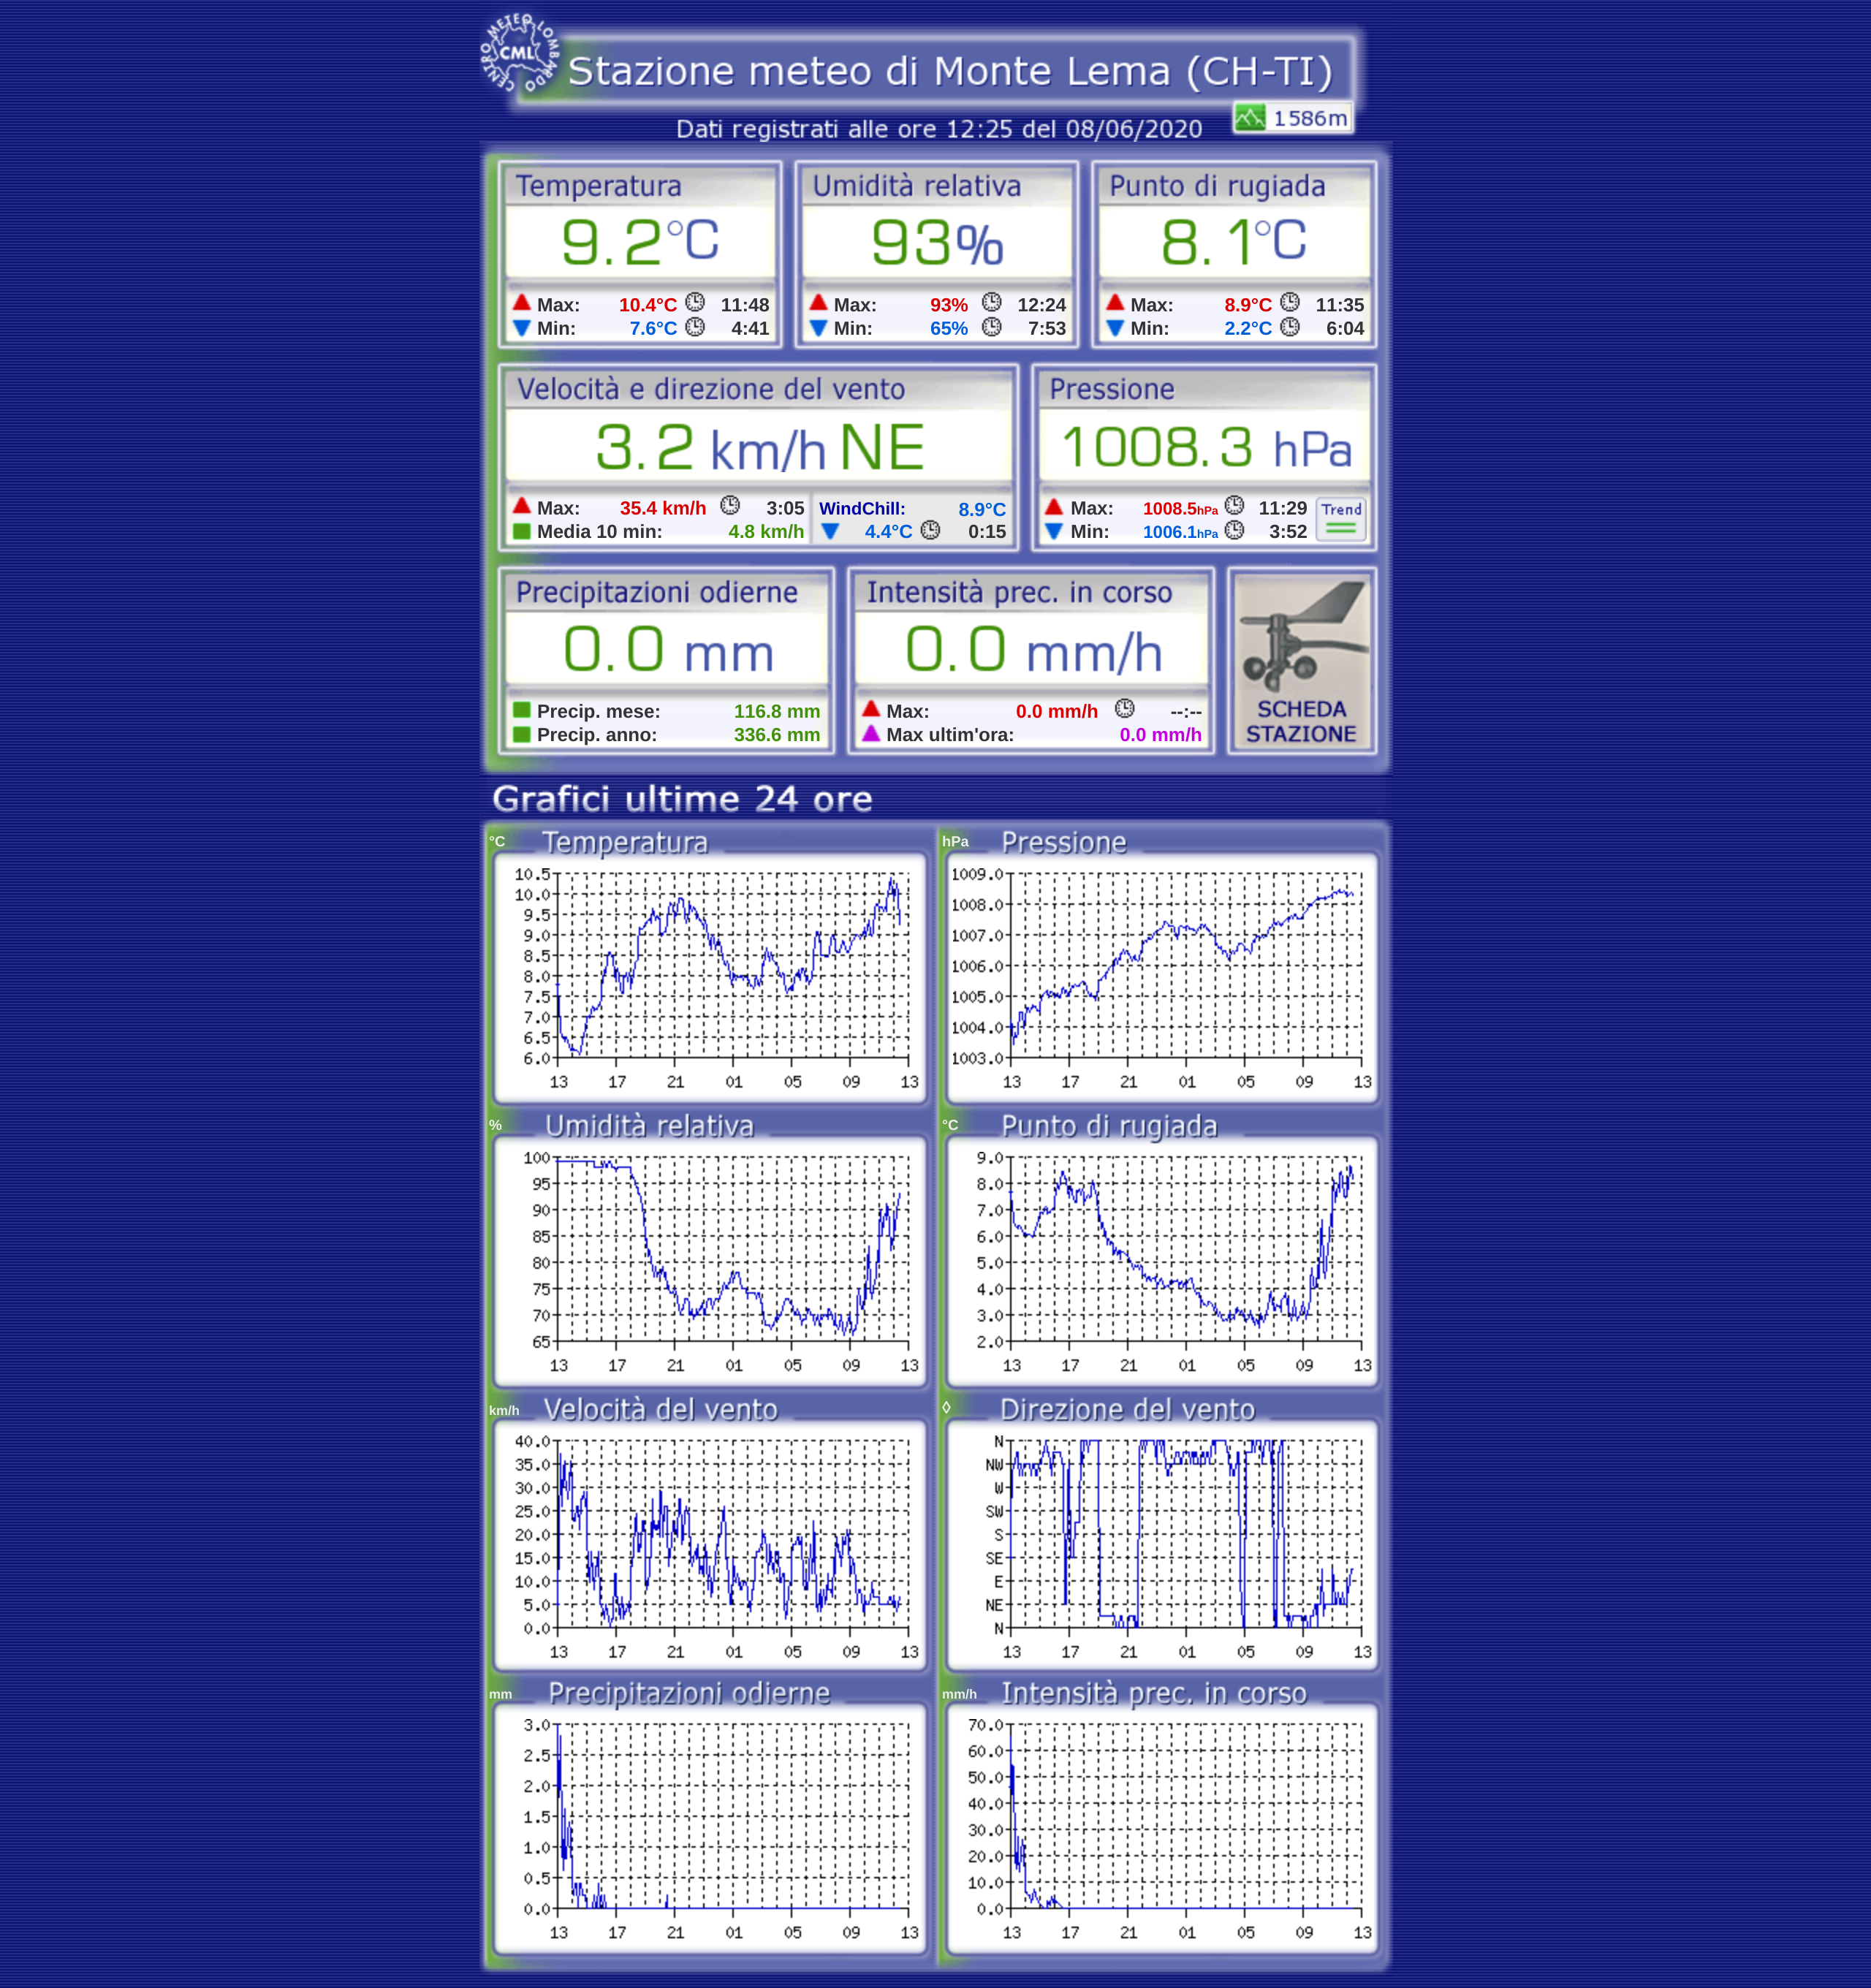 CENTRO METEO LOMBARDO
CML
Stazione meteo di Monte Lema (CH-TI)
1586m
Dati registrati alle ore 12:25 del 08/06/2020
Temperatura
9.2°C
Max: 10.4°C 11:48
Min: 7.6°C 4:41
Umidità relativa
93%
Max: 93% 12:24
Min: 65% 7:53
Punto di rugiada
8.1°C
Max: 8.9°C 11:35
Min: 2.2°C 6:04
Velocità e direzione del vento
3.2 km/h NE
Max: 35.4 km/h 3:05
Media 10 min: 4.8 km/h
WindChill: 8.9°C
4.4°C 0:15
Pressione
1008.3 hPa
Max: 1008.5hPa 11:29
Min: 1006.1hPa 3:52
Trend
Precipitazioni odierne
0.0 mm
Precip. mese: 116.8 mm
Precip. anno: 336.6 mm
Intensità prec. in corso
0.0 mm/h
Max: 0.0 mm/h --:--
Max ultim'ora: 0.0 mm/h
SCHEDA
STAZIONE
Grafici ultime 24 ore
°C Temperatura
10.5
10.0
9.5
9.0
8.5
8.0
7.5
7.0
6.5
6.0
13 17 21 01 05 09 13
hPa Pressione
1009.0
1008.0
1007.0
1006.0
1005.0
1004.0
1003.0
13 17 21 01 05 09 13
% Umidità relativa
100
95
90
85
80
75
70
65
13 17 21 01 05 09 13
°C Punto di rugiada
9.0
8.0
7.0
6.0
5.0
4.0
3.0
2.0
13 17 21 01 05 09 13
km/h Velocità del vento
40.0
35.0
30.0
25.0
20.0
15.0
10.0
5.0
0.0
13 17 21 01 05 09 13
◊ Direzione del vento
N
NW
W
SW
S
SE
E
NE
N
13 17 21 01 05 09 13
mm Precipitazioni odierne
3.0
2.5
2.0
1.5
1.0
0.5
0.0
13 17 21 01 05 09 13
mm/h Intensità prec. in corso
70.0
60.0
50.0
40.0
30.0
20.0
10.0
0.0
13 17 21 01 05 09 13